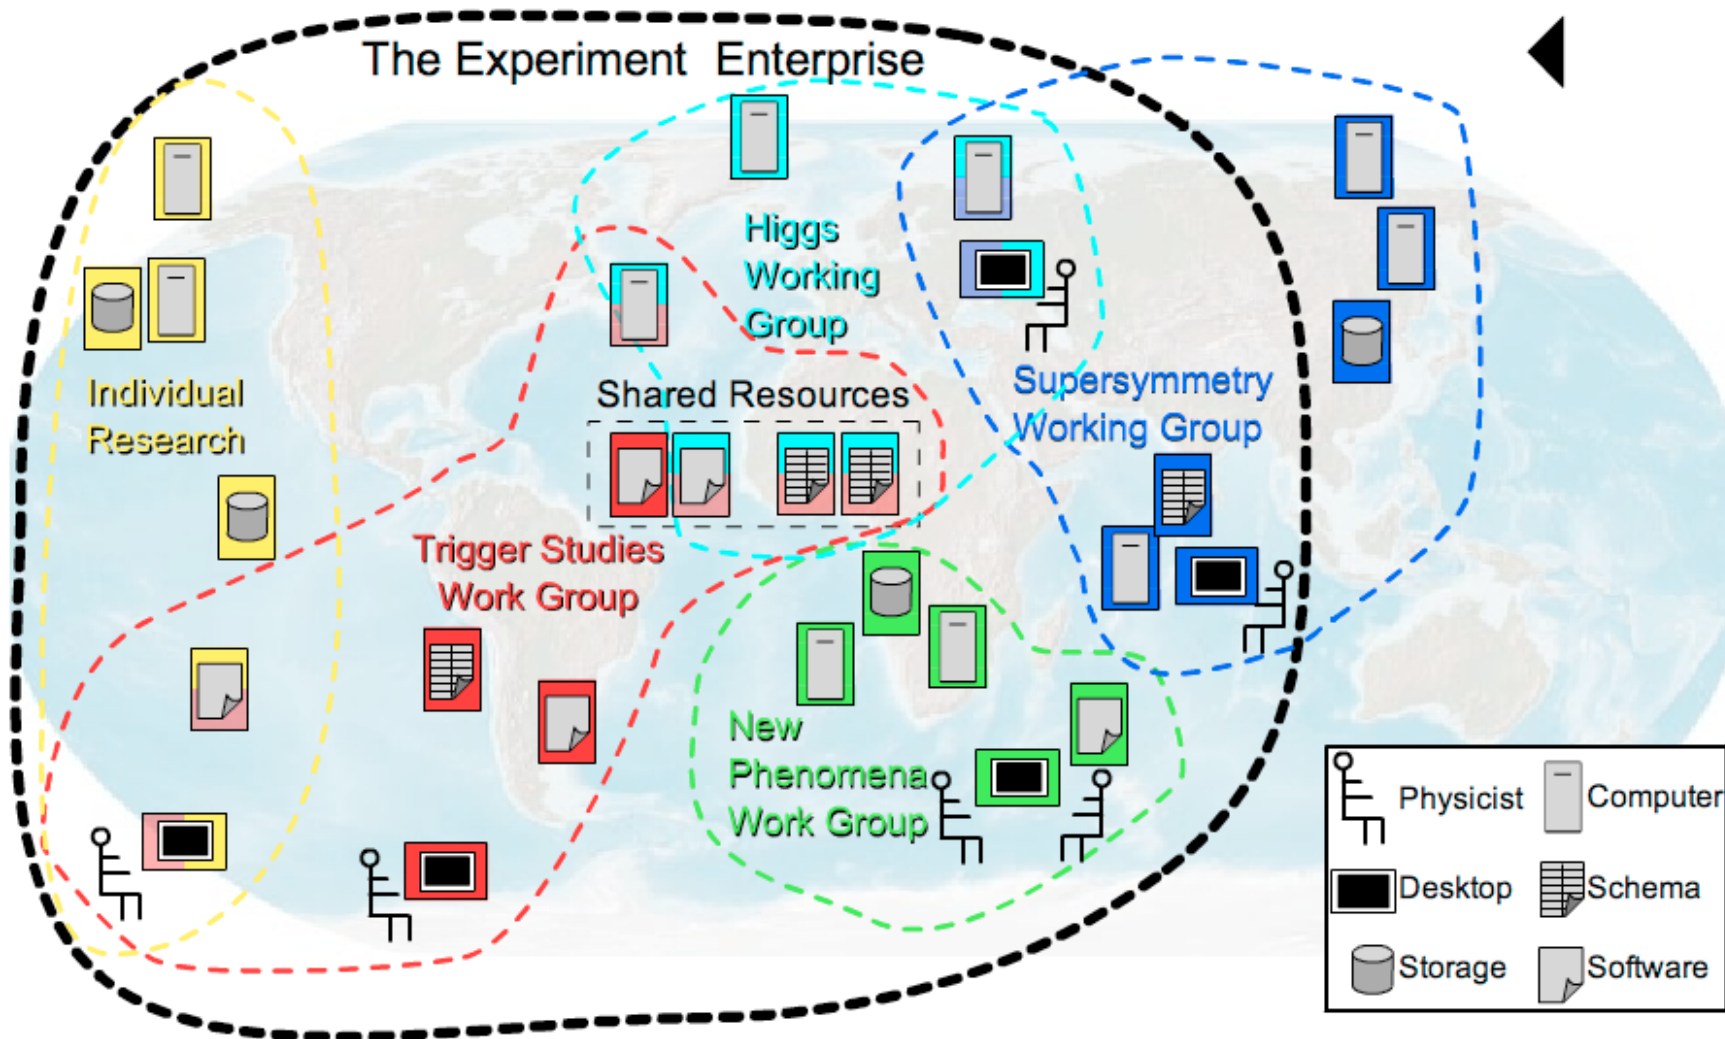 The Experiment Enterprise
Higgs
Working
Group
Individual
Research
Shared Resources
Supersymmetry
Working Group
Trigger Studies
Work Group
New
Phenomena
Work Group
Physicist
Computer
Desktop
Schema
Storage
Software